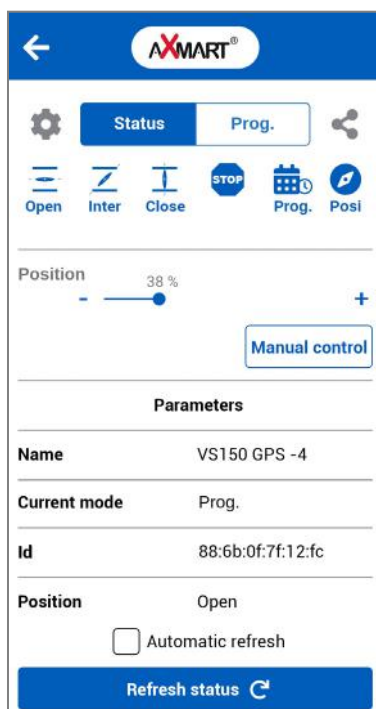 AXMART®
Status Prog.
Open Inter Close STOP Prog. Posi
Position
38 %
- +
Manual control
Parameters
Name VS150 GPS -4
Current mode Prog.
Id 88:6b:0f:7f:12:fc
Position Open
Automatic refresh
Refresh status